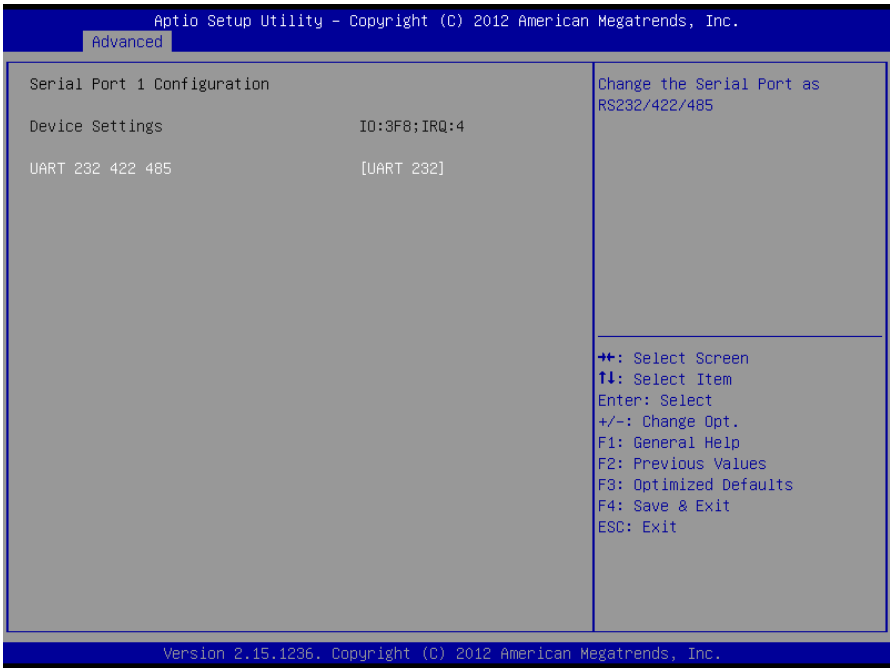 Aptio Setup Utility – Copyright (C) 2012 American Megatrends, Inc.
Advanced
Serial Port 1 Configuration
Device Settings IO:3F8;IRQ:4
UART 232 422 485 [UART 232]
Change the Serial Port as
RS232/422/485
→←: Select Screen
↑↓: Select Item
Enter: Select
+/-: Change Opt.
F1: General Help
F2: Previous Values
F3: Optimized Defaults
F4: Save & Exit
ESC: Exit
Version 2.15.1236. Copyright (C) 2012 American Megatrends, Inc.